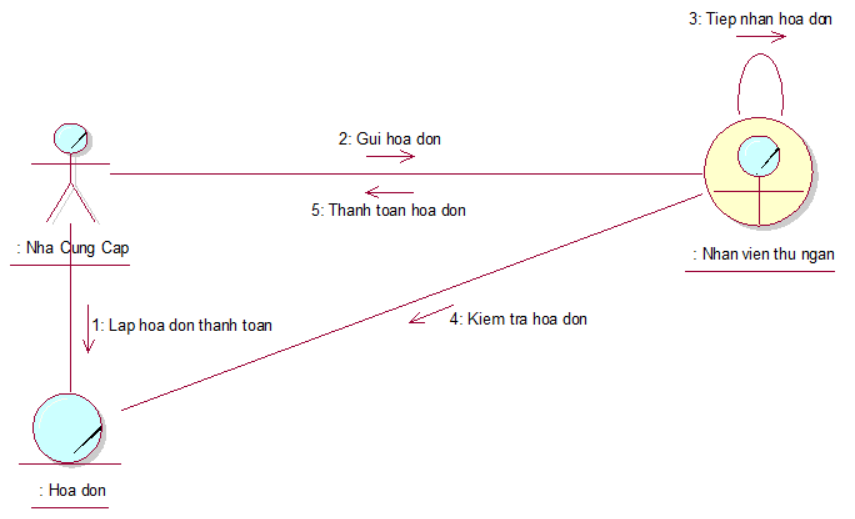 3: Tiep nhan hoa don
2: Gui hoa don
5: Thanh toan hoa don
: Nha Cung Cap
: Nhan vien thu ngan
1: Lap hoa don thanh toan
4: Kiem tra hoa don
: Hoa don